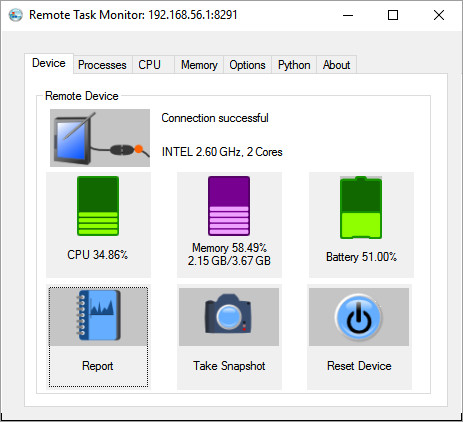 Remote Task Monitor: 192.168.56.1:8291
Device Processes CPU Memory Options Python About
Remote Device
Connection successful
INTEL 2.60 GHz, 2 Cores
CPU 34.86%
Memory 58.49%
2.15 GB/3.67 GB
Battery 51.00%
Report
Take Snapshot
Reset Device